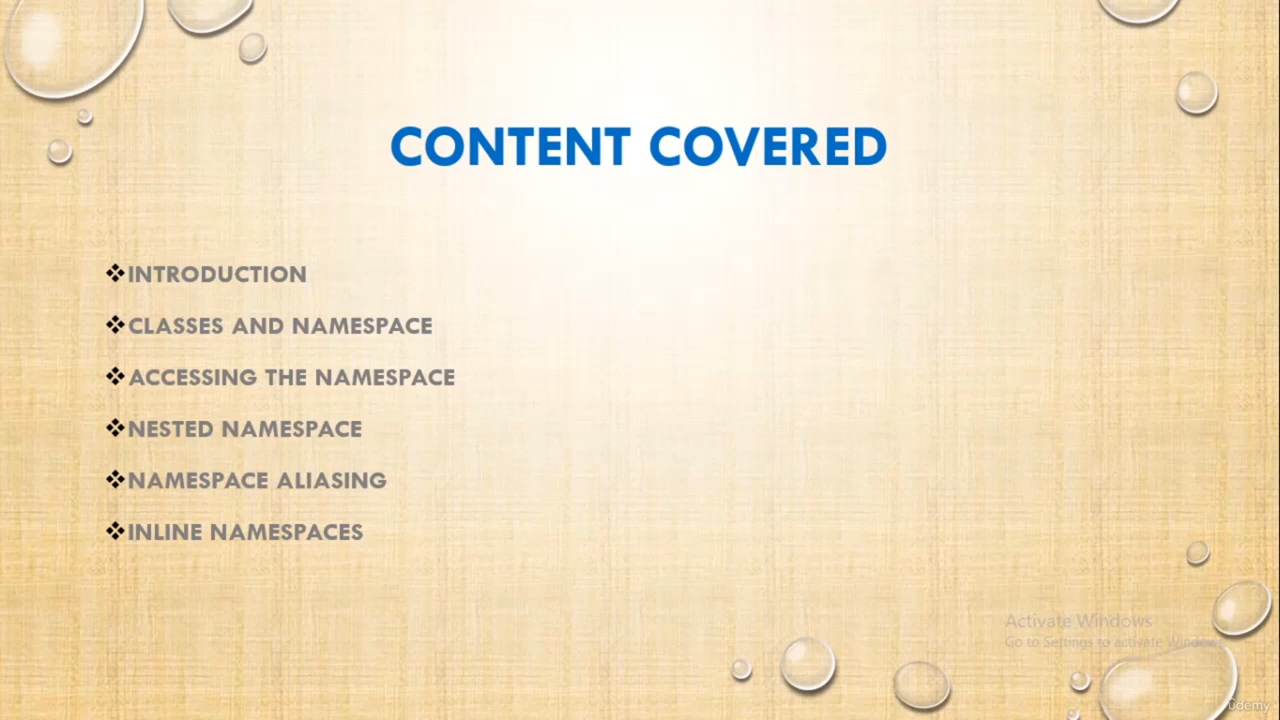 CONTENT COVERED
❖INTRODUCTION
❖CLASSES AND NAMESPACE
❖ACCESSING THE NAMESPACE
❖NESTED NAMESPACE
❖NAMESPACE ALIASING
❖INLINE NAMESPACES
Activate Windows
Go to Settings to activate Windows.
Udemy